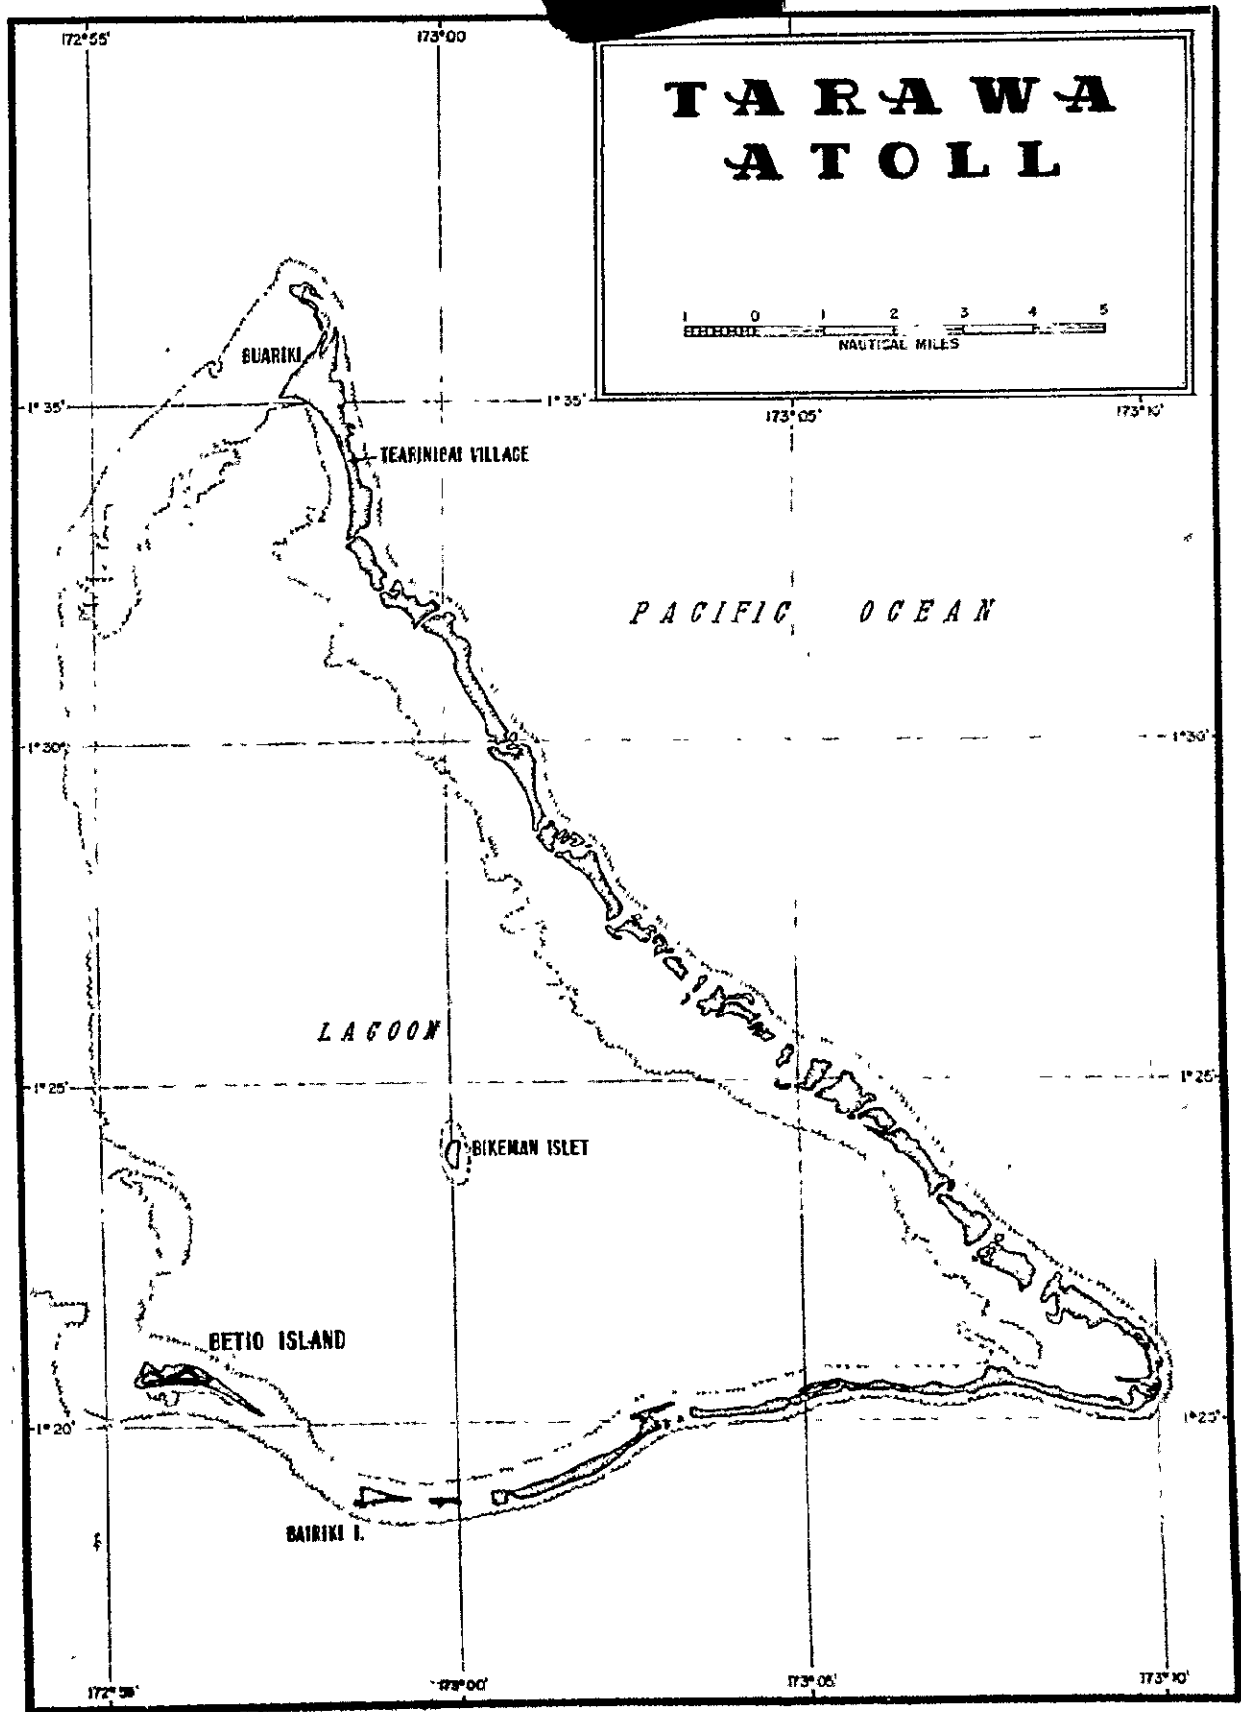 172°55'
173°00
TARAWA
ATOLL
1 0 1 2 3 4 5
NAUTICAL MILES
BUARIKI
1°35'
1°35'
173°05'
173°10'
TEARINIBAI VILLAGE
PACIFIC OCEAN
1°30'
1°30'
LAGOON
1°25'
1°25'
BIKEMAN ISLET
BETIO ISLAND
1°20'
1°20'
BAIRIKI I.
172°55'
173°00'
173°05'
173°10'